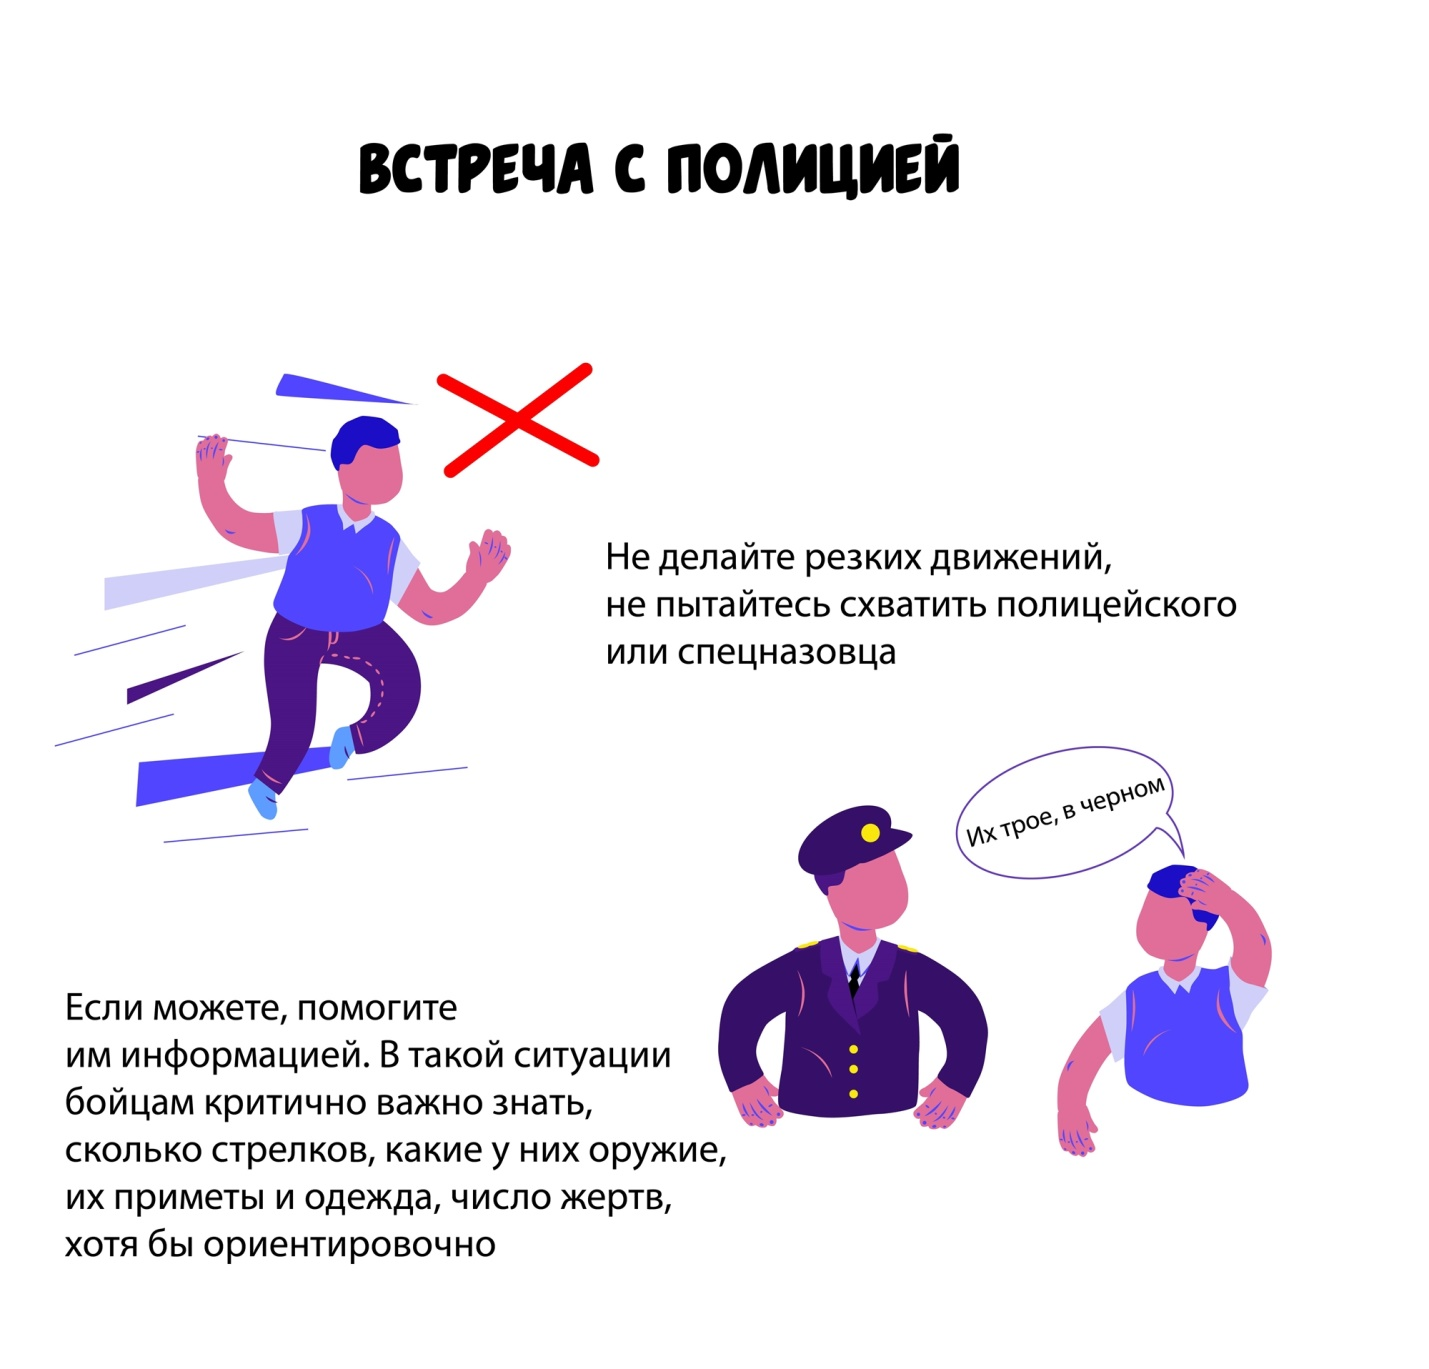 ВСТРЕЧА С ПОЛИЦИЕЙ
Не делайте резких движений,
не пытайтесь схватить полицейского
или спецназовца
Их трое, в черном
Если можете, помогите
им информацией. В такой ситуации
бойцам критично важно знать,
сколько стрелков, какие у них оружие,
их приметы и одежда, число жертв,
хотя бы ориентировочно